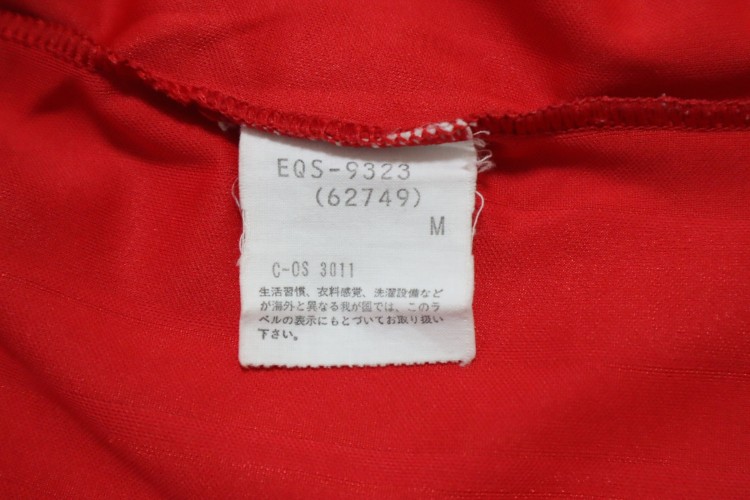 EQS-9323
(62749)
M
C-OS 3011
生活習慣、衣料感覚、洗濯設備など
が海外と異なる我が国では、このラ
ベルの表示にもとづいてお取り扱い
下さい。